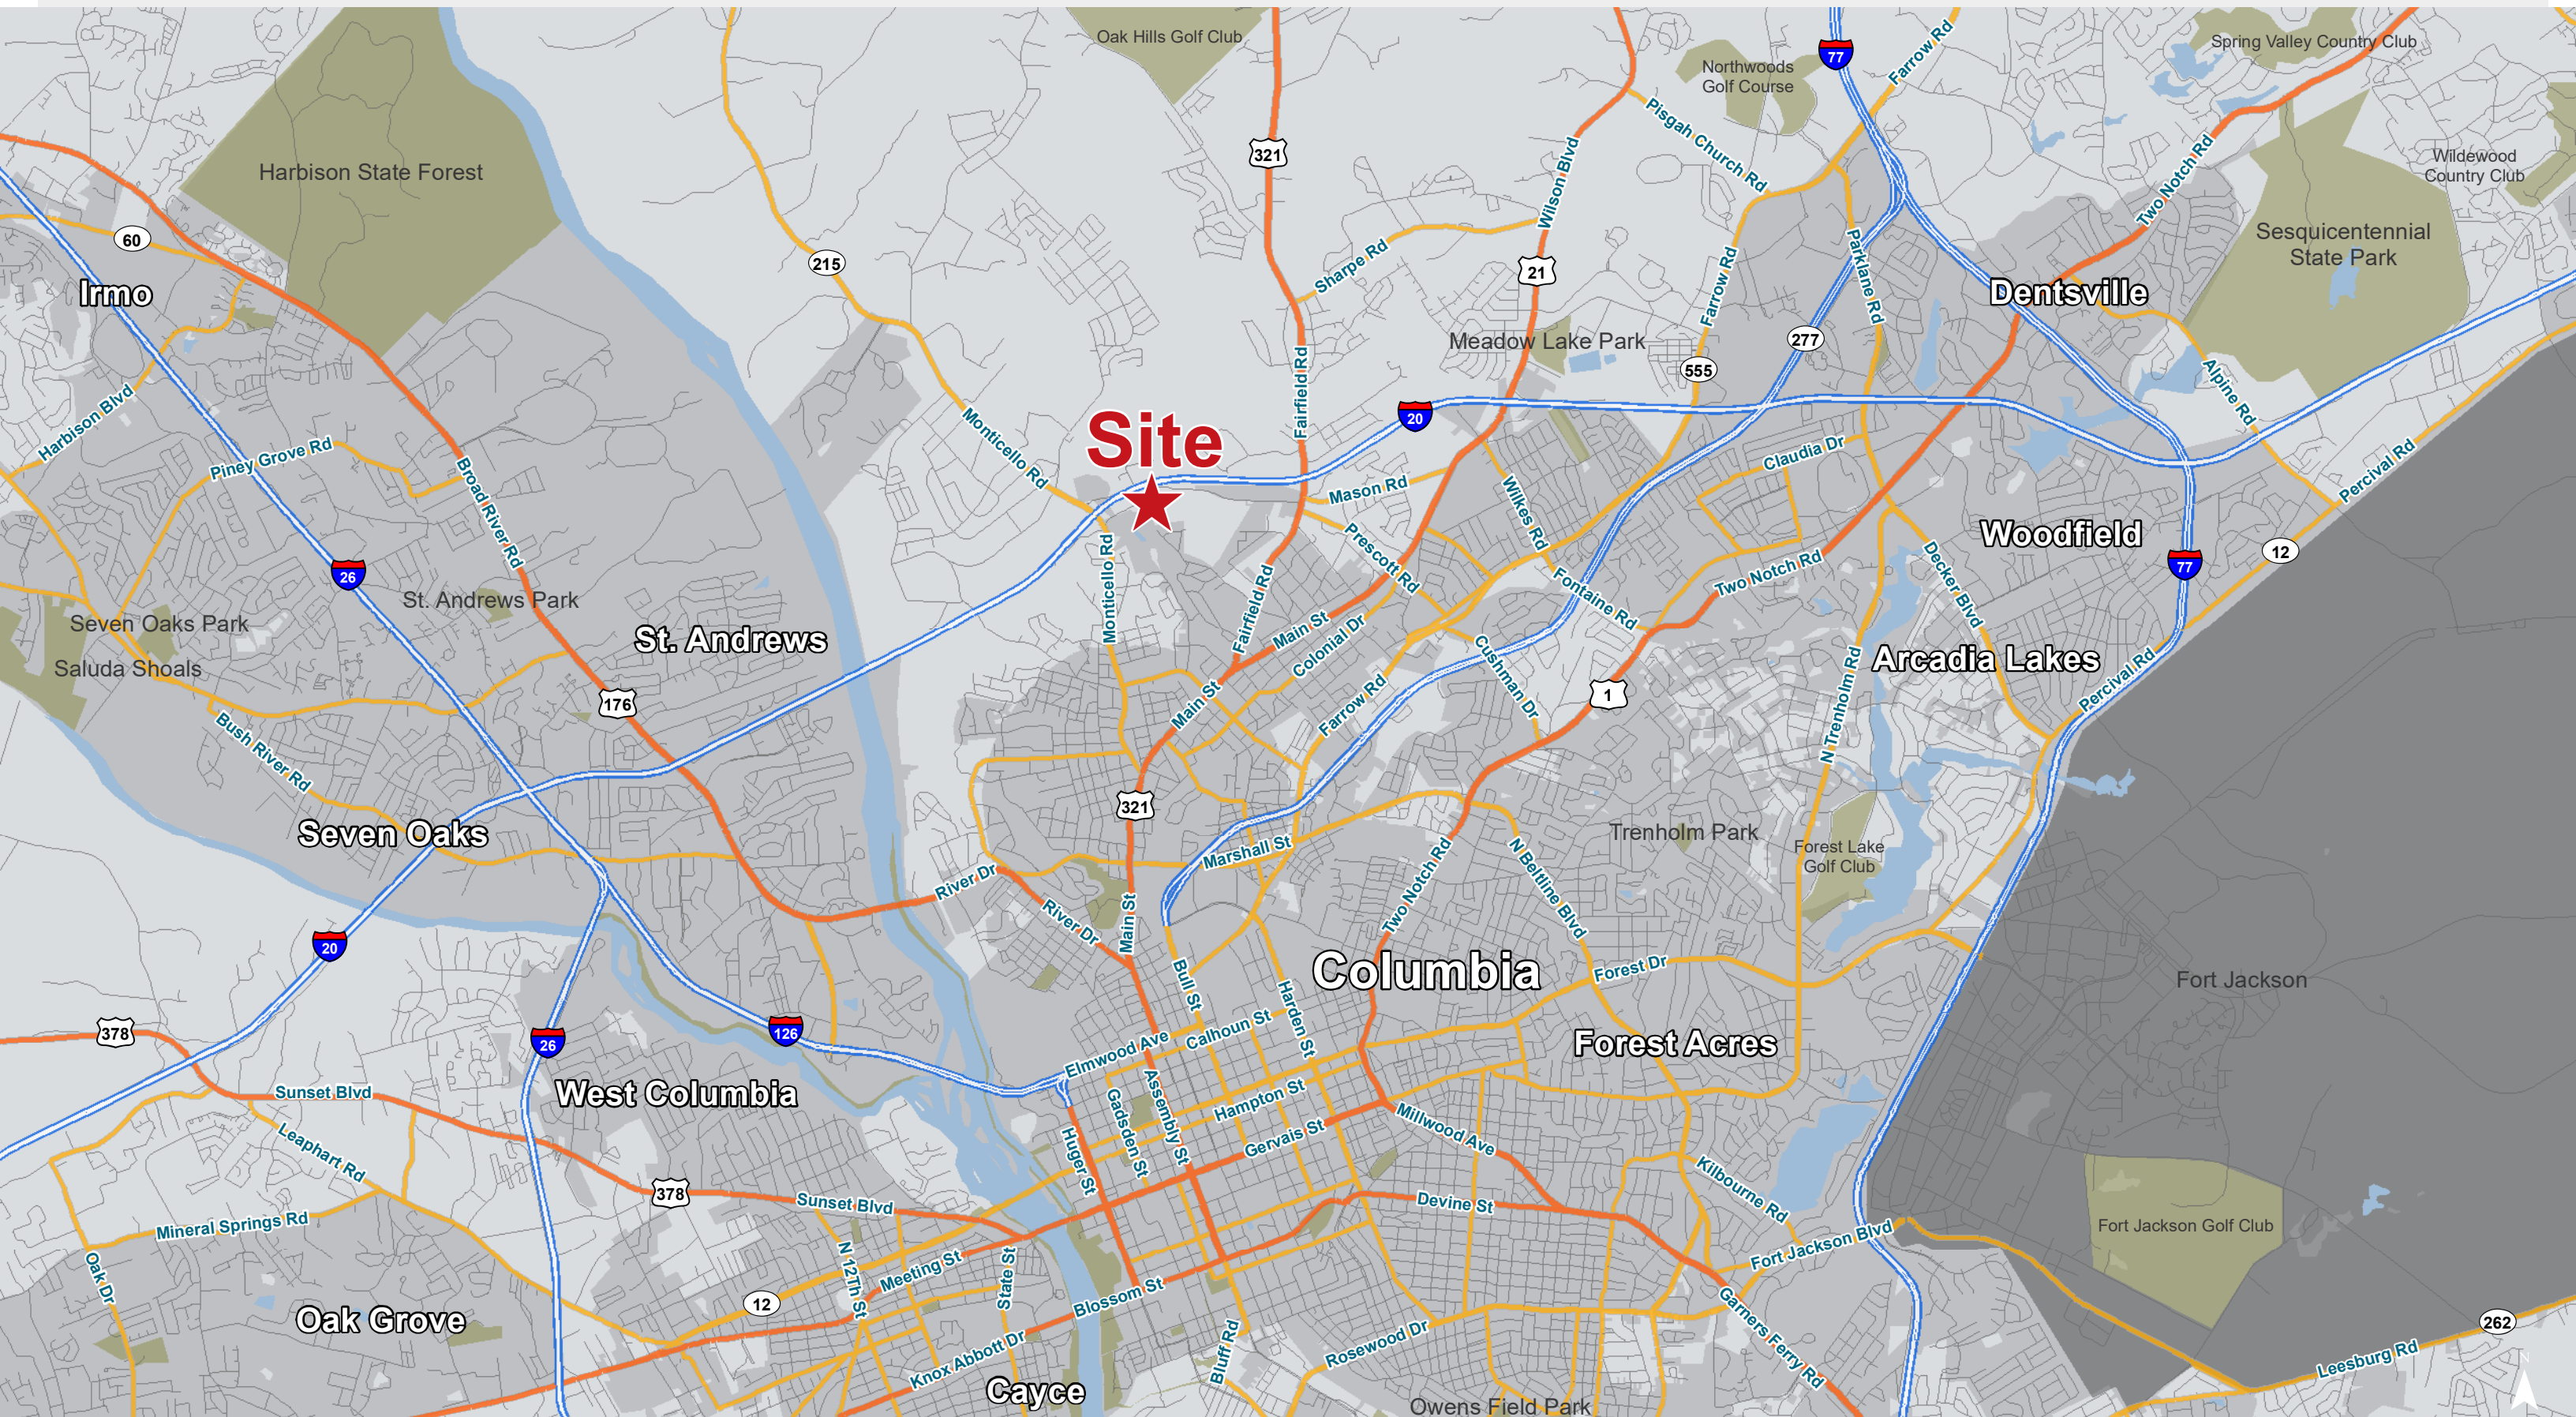 Oak Hills Golf Club
Spring Valley Country Club
77
Farrow Rd
Northwoods
Golf Course
Pisgah Church Rd
321
Wilson Blvd
Two Notch Rd
Wildewood
Country Club
Harbison State Forest
60
215
Sharpe Rd
21
Farrow Rd
Parklane Rd
Sesquicentennial
State Park
Irmo
Dentsville
Meadow Lake Park
277
555
Fairfield Rd
Alpine Rd
Harbison Blvd
Piney Grove Rd
Broad River Rd
Monticello Rd
Site
20
Mason Rd
Wilkes Rd
Claudia Dr
Percival Rd
Prescott Rd
Woodfield
12
77
26
Monticello Rd
Fairfield Rd
Main St
Colonial Dr
Fontaine Rd
Two Notch Rd
Decker Blvd
St. Andrews Park
Seven Oaks Park
Saluda Shoals
St. Andrews
Arcadia Lakes
Cushman Dr
1
N Trenholm Rd
Percival Rd
176
Main St
Farrow Rd
Bush River Rd
321
Seven Oaks
Marshall St
Trenholm Park
Forest Lake
Golf Club
Two Notch Rd
N Beltline Blvd
River Dr
River Dr
Main St
20
Columbia
Forest Dr
Fort Jackson
Bull St
Harden St
378
26
126
Elmwood Ave
Calhoun St
Forest Acres
Sunset Blvd
West Columbia
Assembly St
Gadsden St
Hampton St
Gervais St
Millwood Ave
Huger St
Leaphart Rd
378
Sunset Blvd
Devine St
Kilbourne Rd
Mineral Springs Rd
Fort Jackson Golf Club
Fort Jackson Blvd
Oak Dr
N 12Th St
Meeting St
State St
12
Blossom St
Oak Grove
Garners Ferry Rd
262
Knox Abbott Dr
Bluff Rd
Rosewood Dr
Leesburg Rd
Cayce
Owens Field Park
N